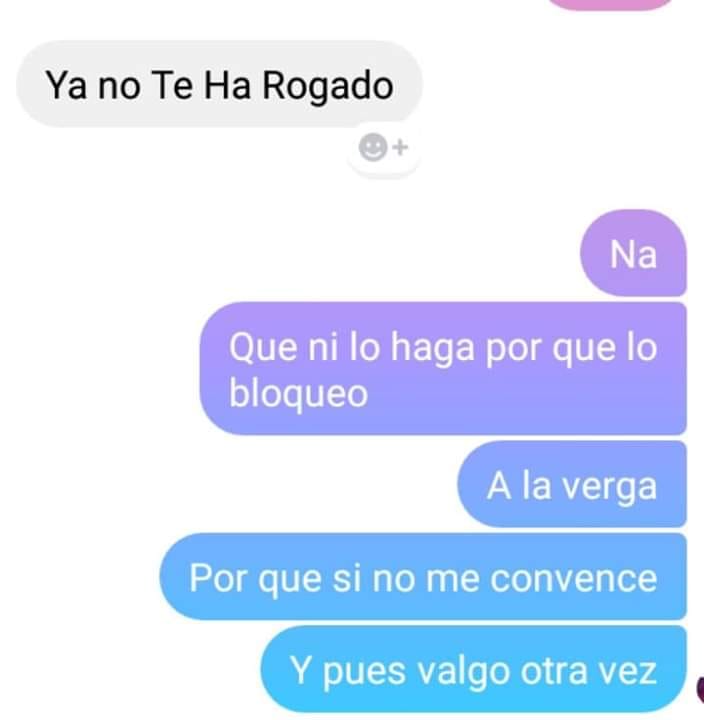 Ya no Te Ha Rogado
Na
Que ni lo haga por que lo
bloqueo
A la verga
Por que si no me convence
Y pues valgo otra vez